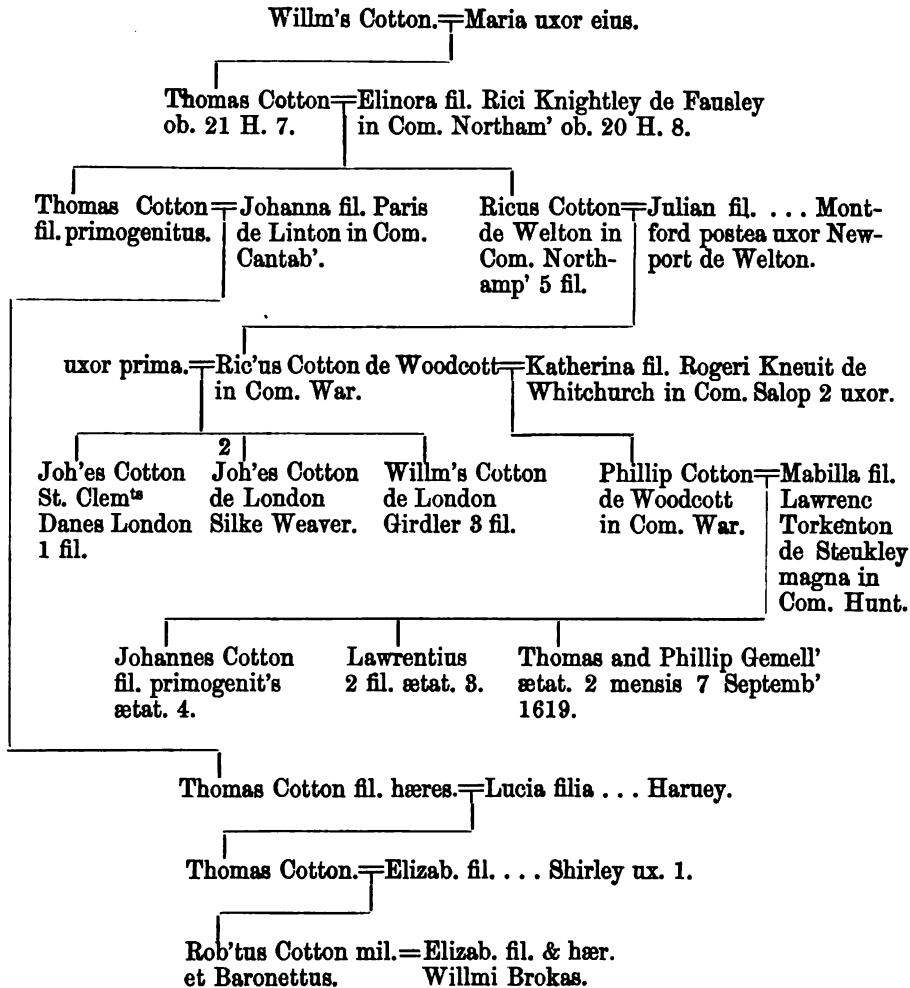 Willm's Cotton.=Maria uxor eius.
Thomas Cotton=Elinora fil. Rici Knightley de Fausley
ob. 21 H. 7. in Com. Northam' ob. 20 H. 8.
Thomas Cotton=Johanna fil. Paris
fil. primogenitus. de Linton in Com.
Cantab'.
Ricus Cotton=Julian fil. ... Mont-
de Welton in ford postea uxor New-
Com. North- port de Welton.
amp' 5 fil.
uxor prima.=Ric'us Cotton de Woodcott=Katherina fil. Rogeri Kneuit de
in Com. War. Whitchurch in Com. Salop 2 uxor.
Joh'es Cotton
St. Clemts
Danes London
1 fil.
2
Joh'es Cotton
de London
Silke Weaver.
Willm's Cotton
de London
Girdler 3 fil.
Phillip Cotton=Mabilla fil.
de Woodcott Lawrenc
in Com. War. Torkenton
de Steukley
magna in
Com. Hunt.
Johannes Cotton
fil. primogenit's
ætat. 4.
Lawrentius
2 fil. ætat. 3.
Thomas and Phillip Gemell'
ætat. 2 mensis 7 Septemb'
1619.
Thomas Cotton fil. hæres.=Lucia filia ... Haruey.
Thomas Cotton.=Elizab. fil. .... Shirley ux. 1.
Rob'tus Cotton mil.=Elizab. fil. & hær.
et Baronettus. Willmi Brokas.